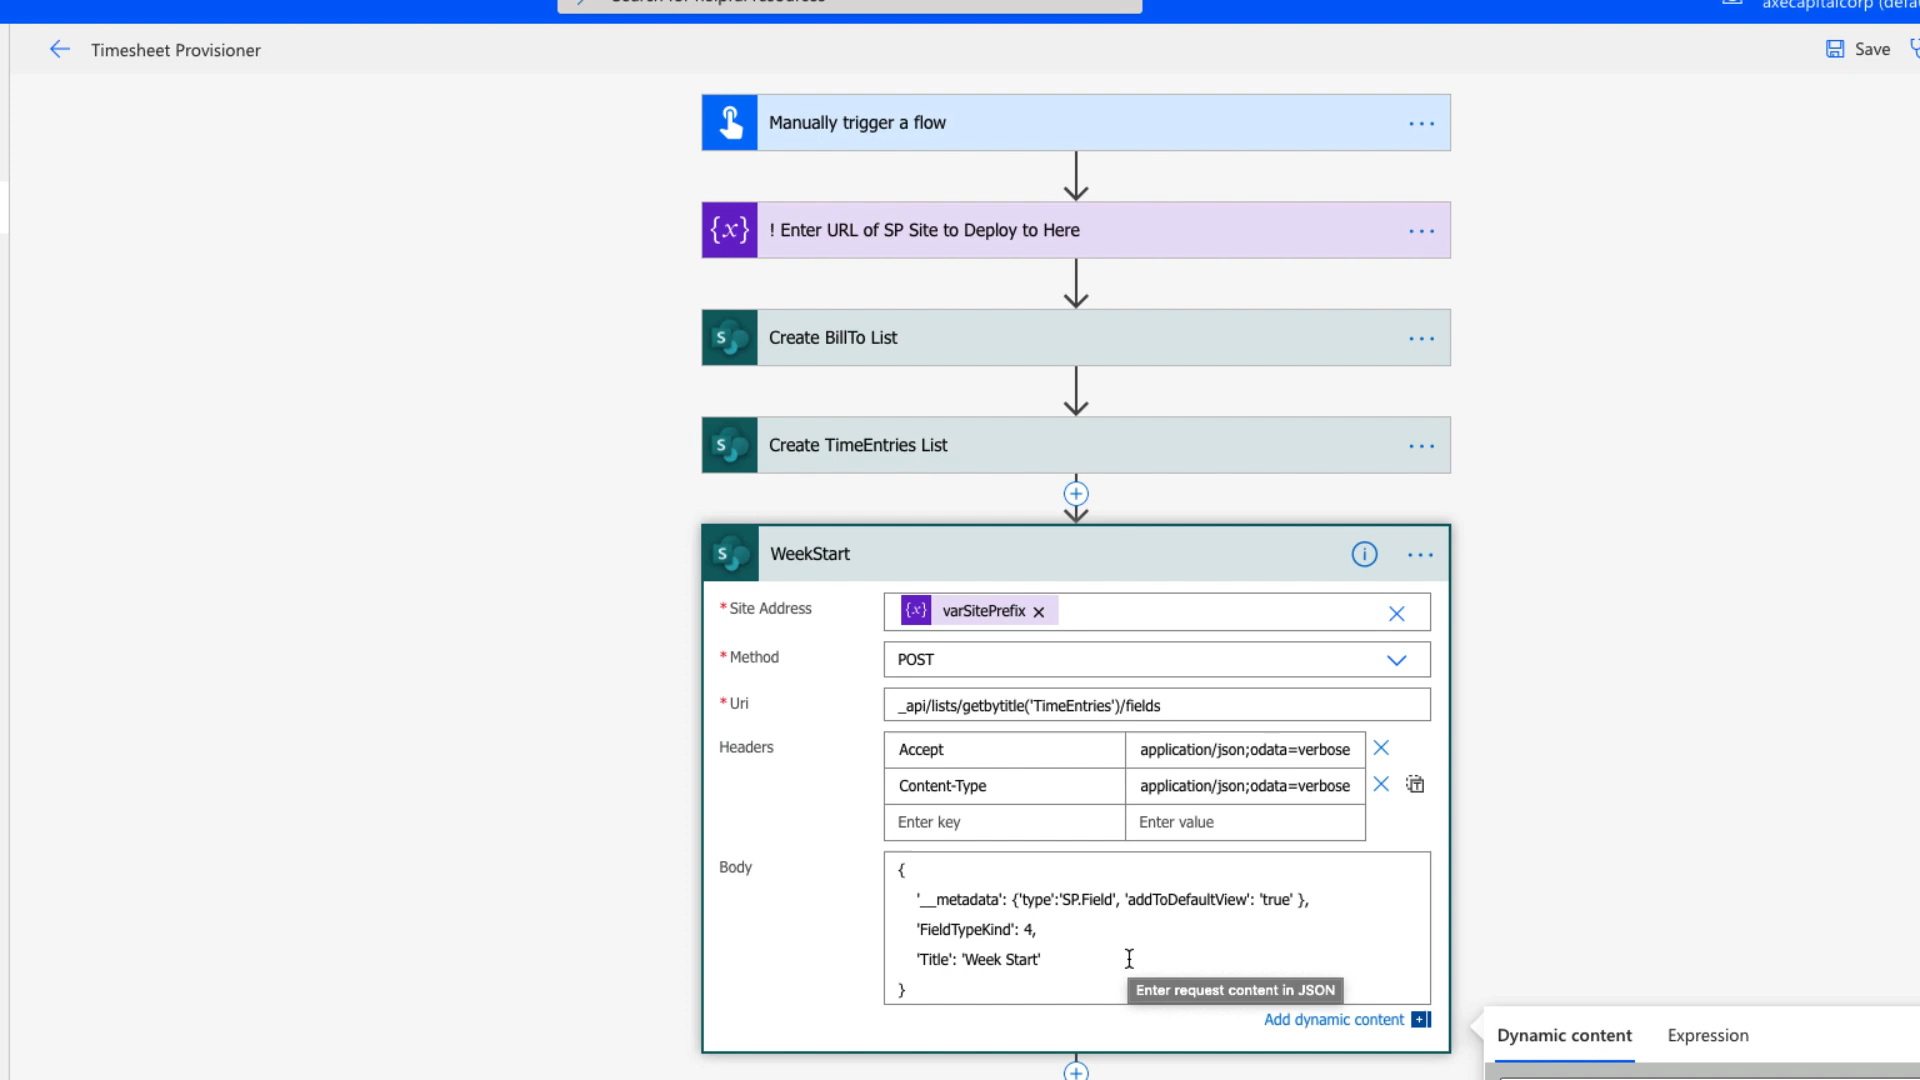 Timesheet Provisioner
Save
Manually trigger a flow
{x} ! Enter URL of SP Site to Deploy to Here
S Create BillTo List
S Create TimeEntries List
S WeekStart
* Site Address {x} varSitePrefix
* Method POST
* Uri _api/lists/getbytitle('TimeEntries')/fields
Headers Accept application/json;odata=verbose
Content-Type application/json;odata=verbose
Enter key Enter value
Body {
'__metadata': {'type':'SP.Field', 'addToDefaultView': 'true' },
'FieldTypeKind': 4,
'Title': 'Week Start'
}
Enter request content in JSON
Add dynamic content
Dynamic content Expression